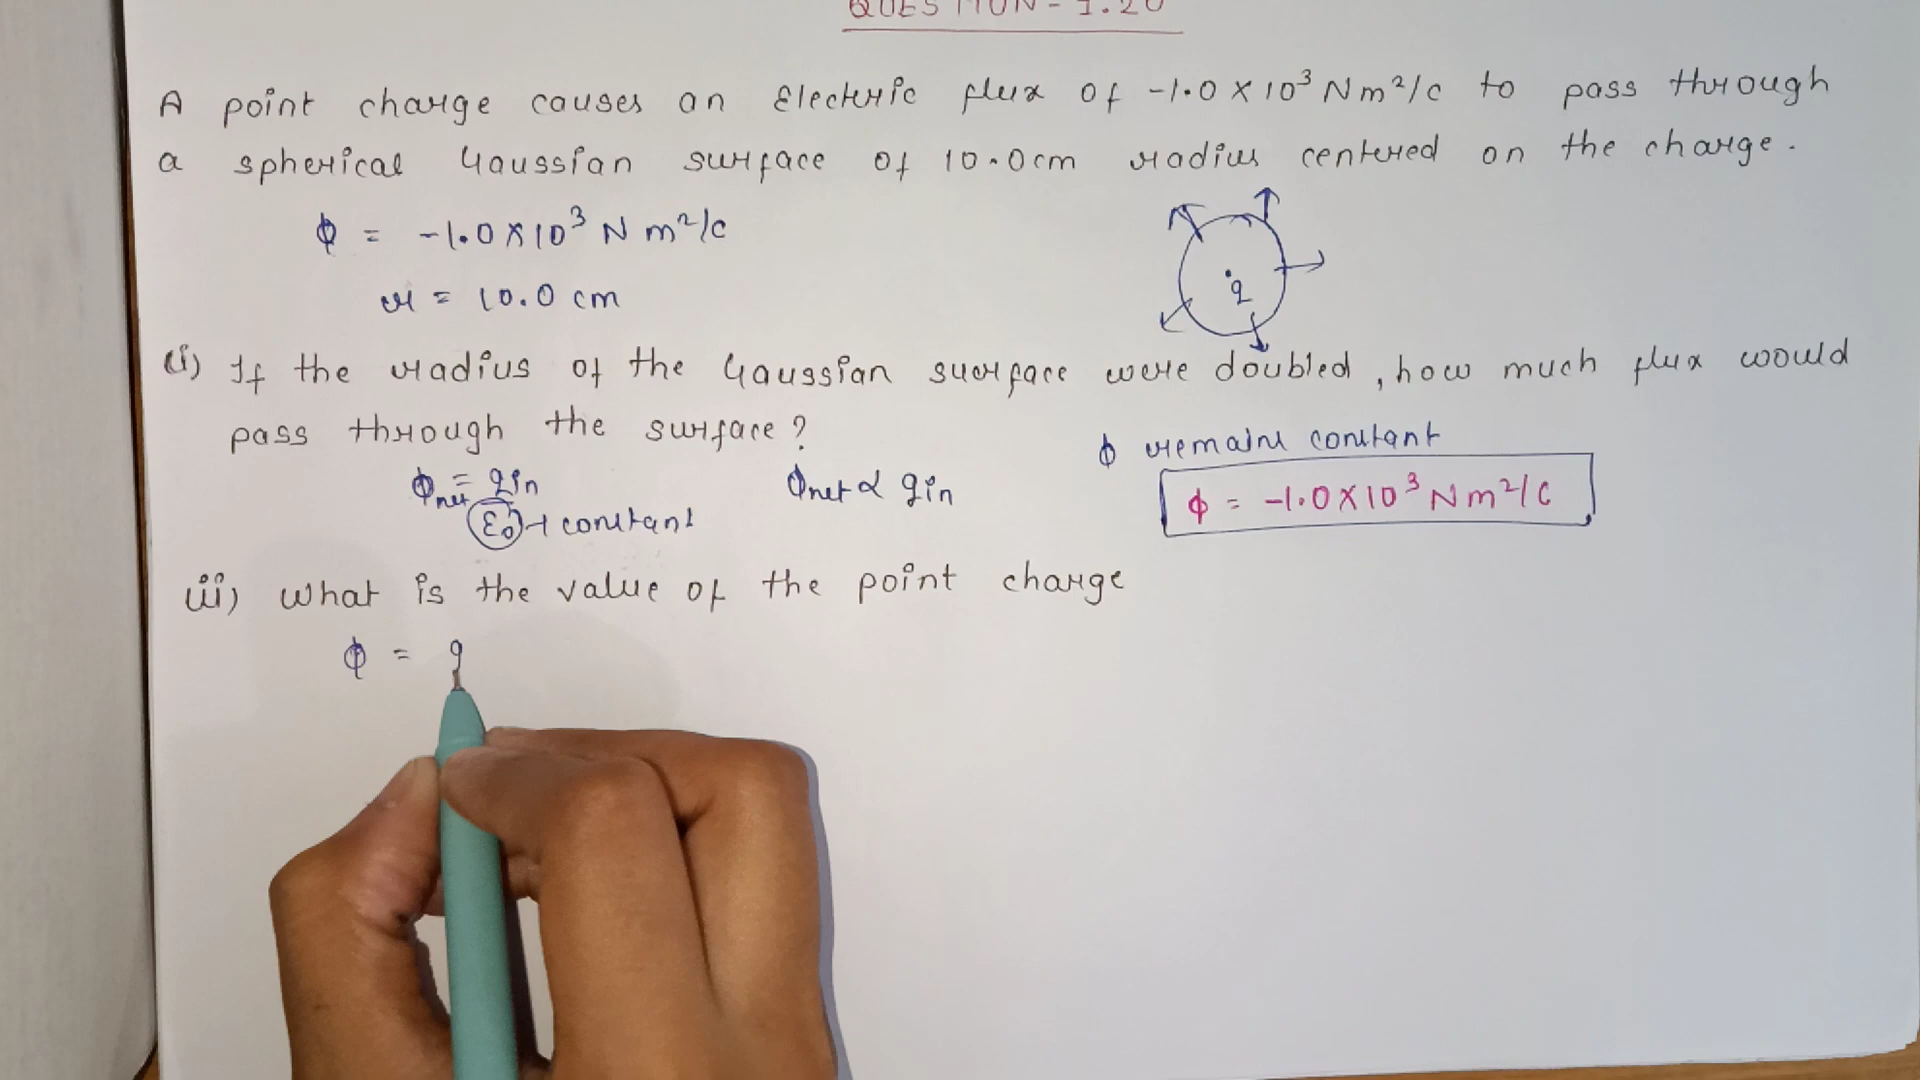 QUESTION - 1.20
A point charge causes an Electric flux of -1.0 × 10³ Nm²/c to pass through
a spherical Gaussian surface of 10.0cm radius centered on the charge.
ϕ = -1.0×10³ N m²/c
r = 10.0 cm
q
(i) If the radius of the Gaussian surface were doubled, how much flux would
pass through the surface?
ϕ remains constant
ϕnet = qin
ε₀ → constant
ϕnet ∝ qin
ϕ = -1.0×10³ Nm²/C
ii) what is the value of the point charge
ϕ = q